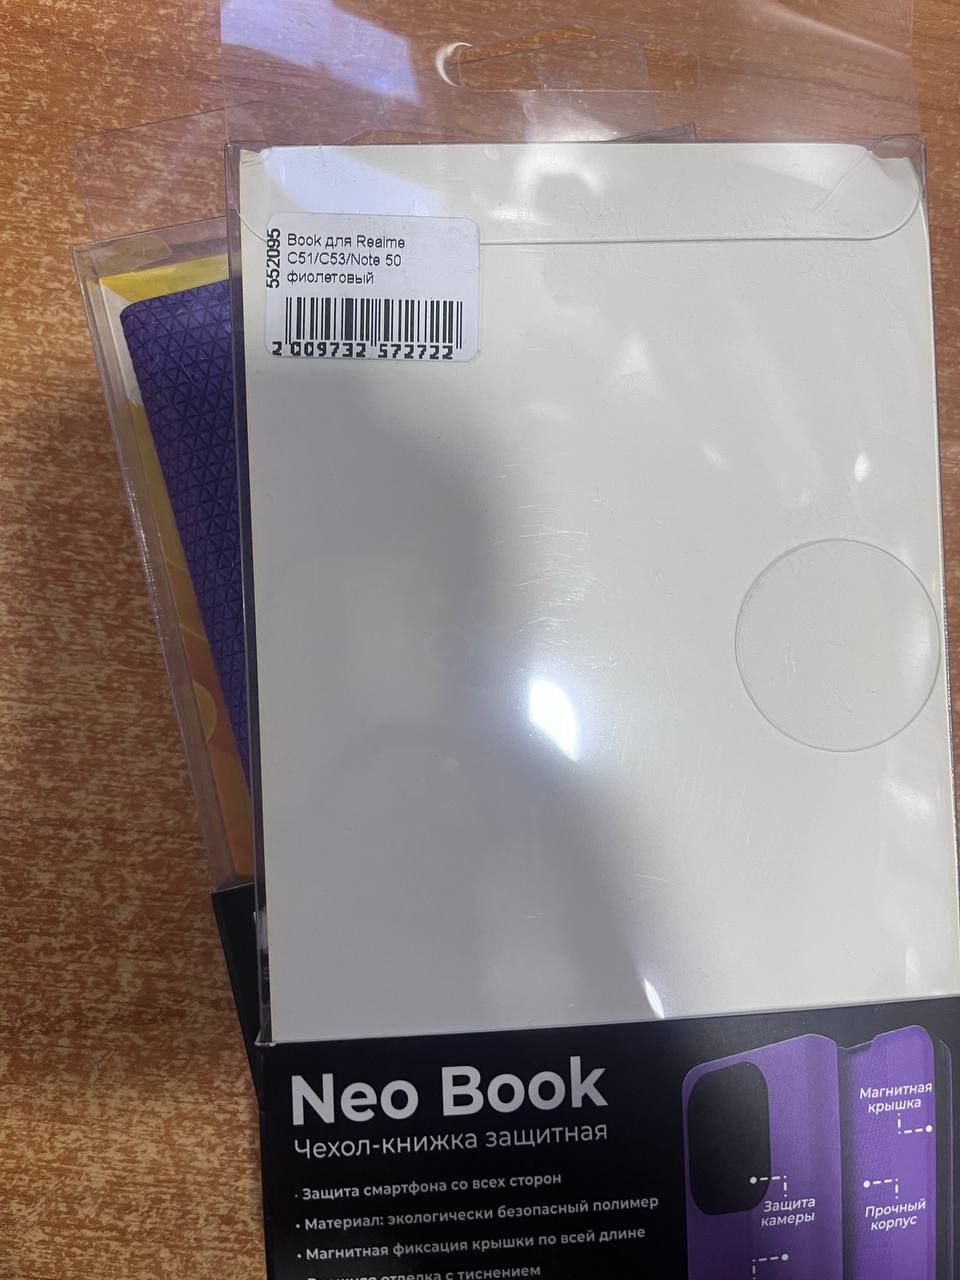 552095
Book для Realme
C51/C53/Note 50
фиолетовый
2 009732 572722
Neo Book
Чехол-книжка защитная
· Защита смартфона со всех сторон
• Материал: экологически безопасный полимер
• Магнитная фиксация крышки по всей длине
отделка с тиснением
Магнитная
крышка
Защита
камеры
Прочный
корпус